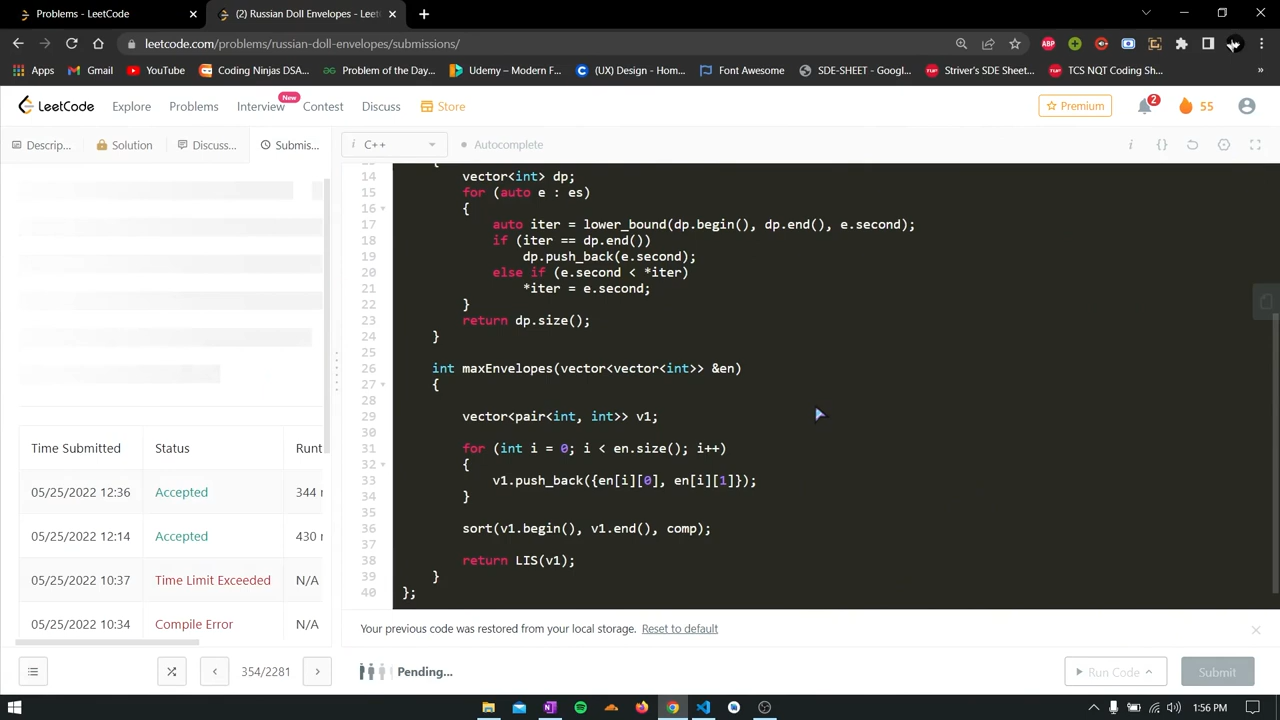 Problems - LeetCode
(2) Russian Doll Envelopes - Leet
leetcode.com/problems/russian-doll-envelopes/submissions/
Apps Gmail YouTube Coding Ninjas DSA... Problem of the Day... Udemy – Modern F... (UX) Design - Hom... Font Awesome SDE-SHEET - Googl... Striver's SDE Sheet... TCS NQT Coding Sh...
LeetCode Explore Problems Interview New Contest Discuss Store Premium 2 55
Descrip... Solution Discuss... Submis... i C++ Autocomplete
14 vector<int> dp;
15 for (auto e : es)
16 {
17 auto iter = lower_bound(dp.begin(), dp.end(), e.second);
18 if (iter == dp.end())
19 dp.push_back(e.second);
20 else if (e.second < *iter)
21 *iter = e.second;
22 }
23 return dp.size();
24 }
25
26 int maxEnvelopes(vector<vector<int>> &en)
27 {
28
29 vector<pair<int, int>> v1;
30
31 for (int i = 0; i < en.size(); i++)
32 {
33 v1.push_back({en[i][0], en[i][1]});
34 }
35
36 sort(v1.begin(), v1.end(), comp);
37
38 return LIS(v1);
39 }
40 };
Time Submitted Status Runt
05/25/2022 12:36 Accepted 344 r
05/25/2022 12:14 Accepted 430 r
05/25/2022 10:37 Time Limit Exceeded N/A
05/25/2022 10:34 Compile Error N/A
Your previous code was restored from your local storage. Reset to default
354/2281 Pending... Run Code Submit
1:56 PM